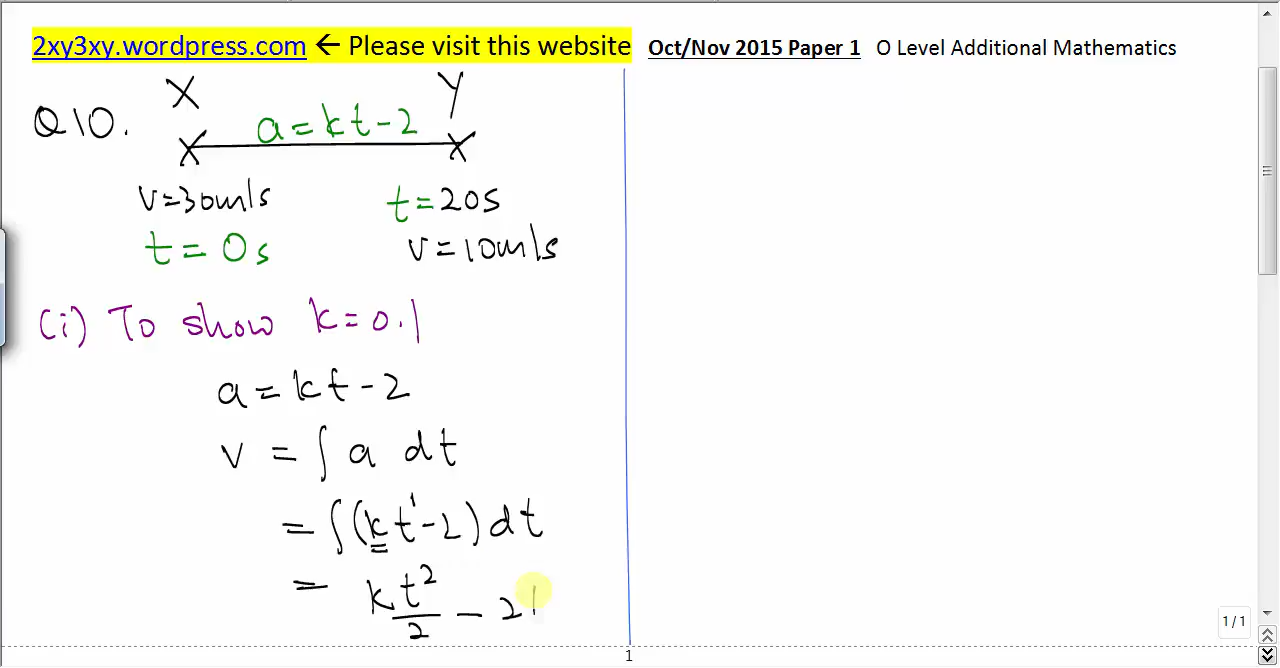 2xy3xy.wordpress.com ← Please visit this website Oct/Nov 2015 Paper 1 O Level Additional Mathematics
X Y
Q10. a = kt - 2
v = 30m/s t = 20s
t = 0s v = 10m/s
(i) To show k = 0.1
a = kt - 2
v = ∫ a dt
= ∫(kt¹ - 2) dt
= kt²/2 - 2
1 / 1
1